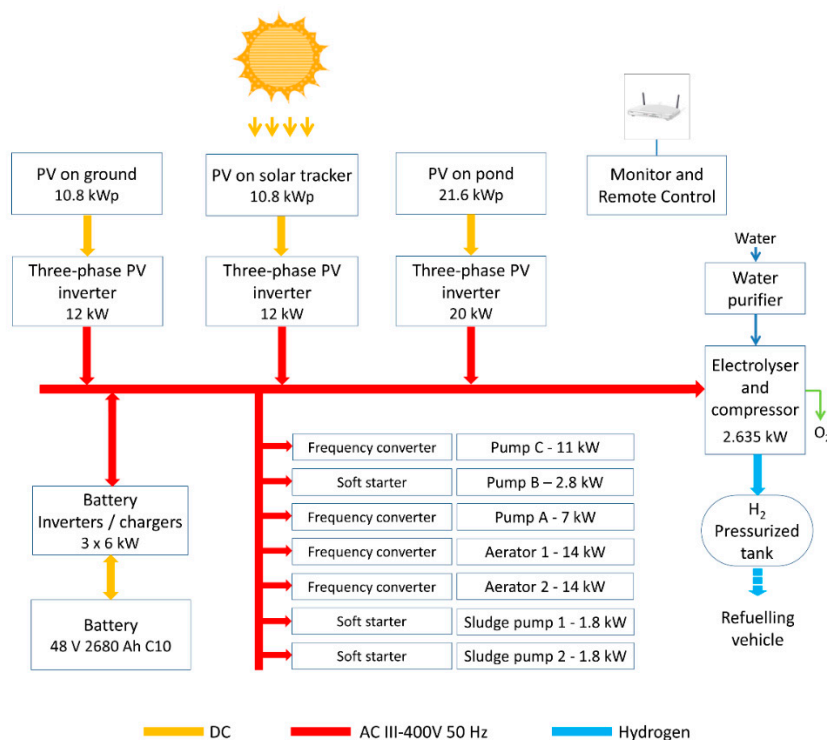 PV on ground
10.8 kWp
PV on solar tracker
10.8 kWp
PV on pond
21.6 kWp
Monitor and
Remote Control
Three-phase PV
inverter
12 kW
Three-phase PV
inverter
12 kW
Three-phase PV
inverter
20 kW
Water
Water
purifier
Electrolyser
and
compressor
2.635 kW
O₂
Frequency converter
Pump C - 11 kW
Soft starter
Pump B – 2.8 kW
Frequency converter
Pump A - 7 kW
Frequency converter
Aerator 1 - 14 kW
Frequency converter
Aerator 2 - 14 kW
Soft starter
Sludge pump 1 - 1.8 kW
Soft starter
Sludge pump 2 - 1.8 kW
Battery
Inverters / chargers
3 x 6 kW
Battery
48 V 2680 Ah C10
H₂
Pressurized
tank
Refuelling
vehicle
DC
AC III-400V 50 Hz
Hydrogen